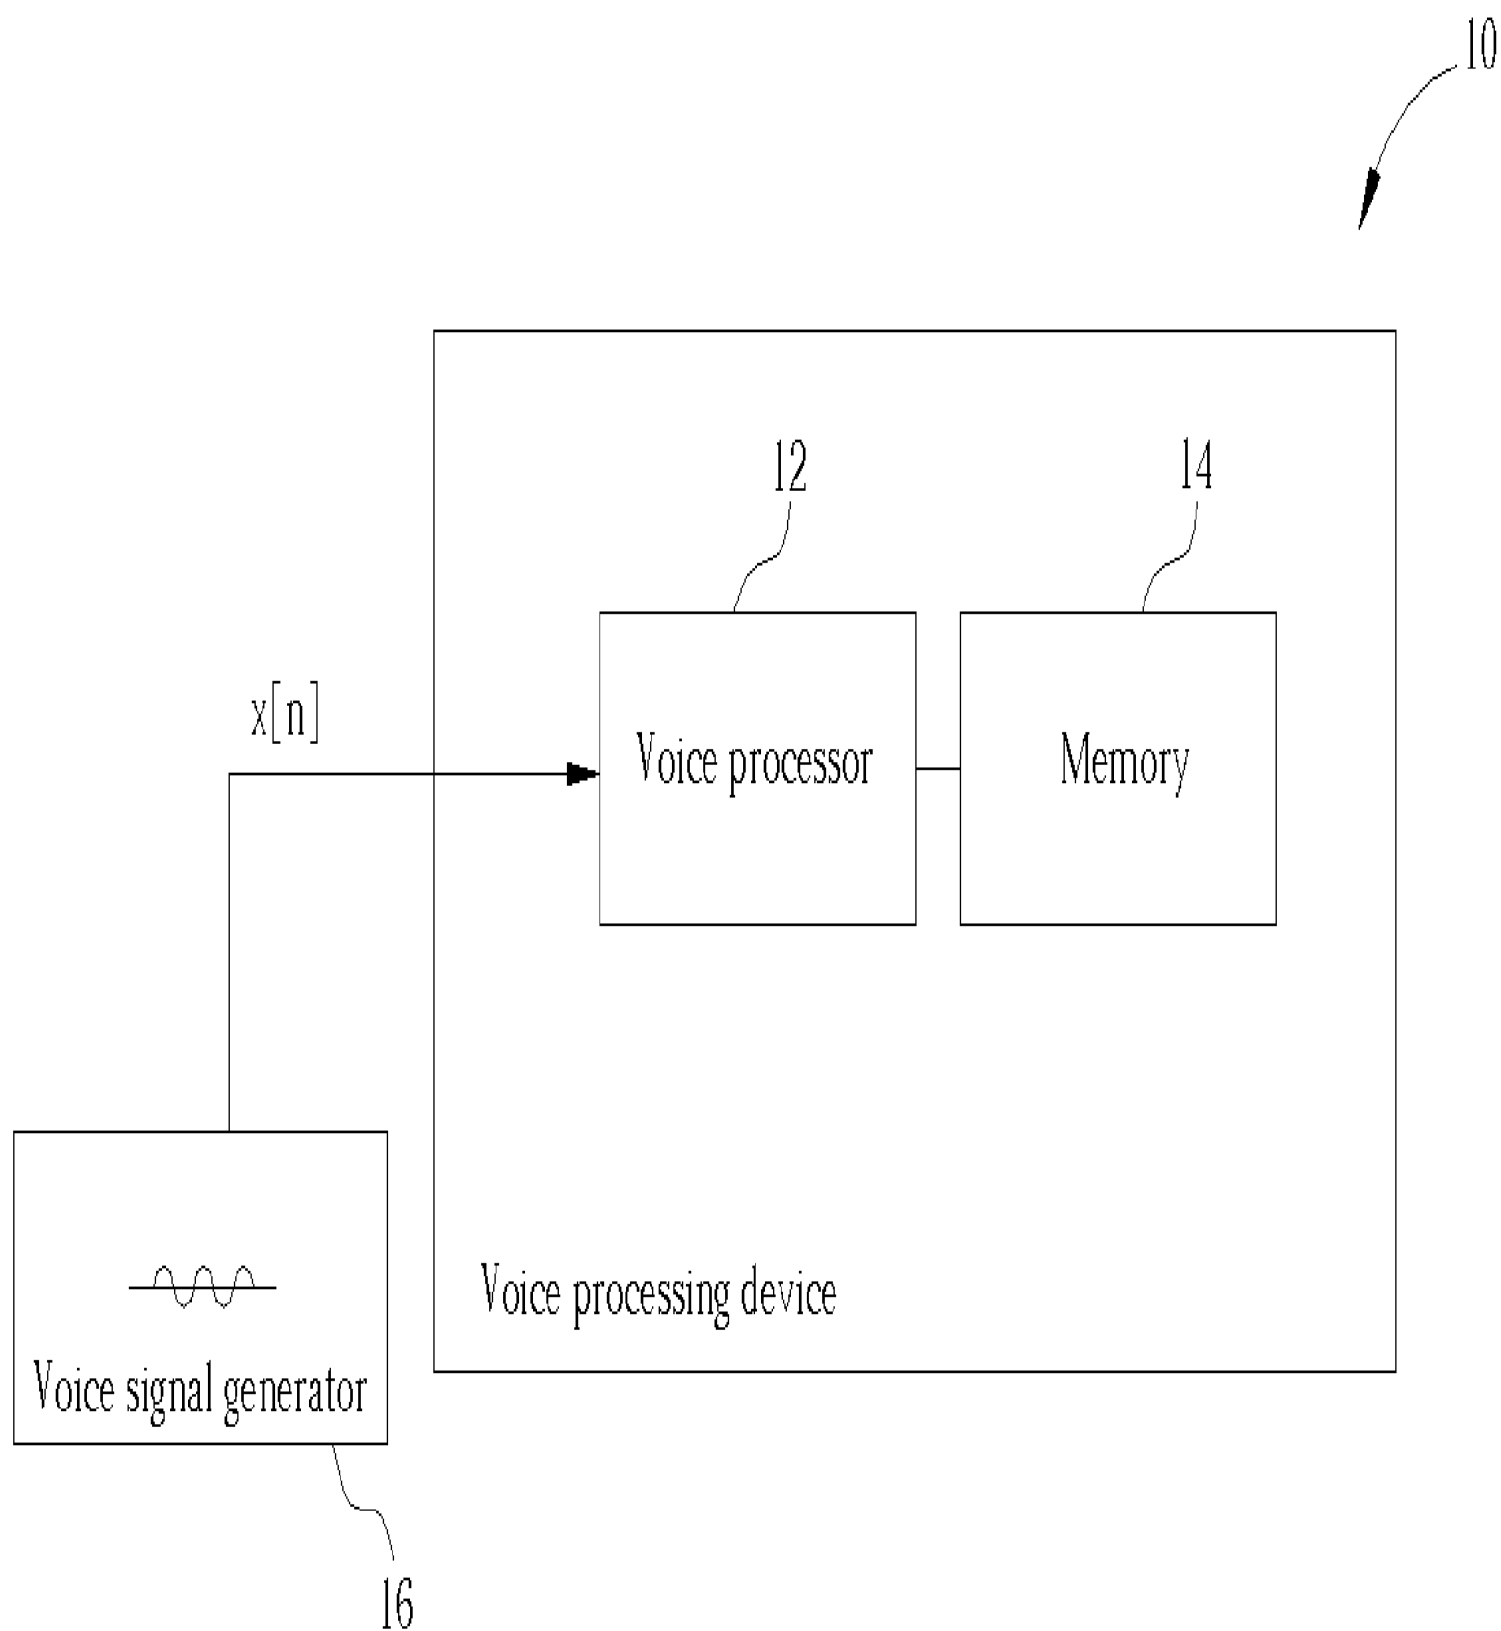 10
12
14
x[n]
Voice processor
Memory
Voice processing device
Voice signal generator
16